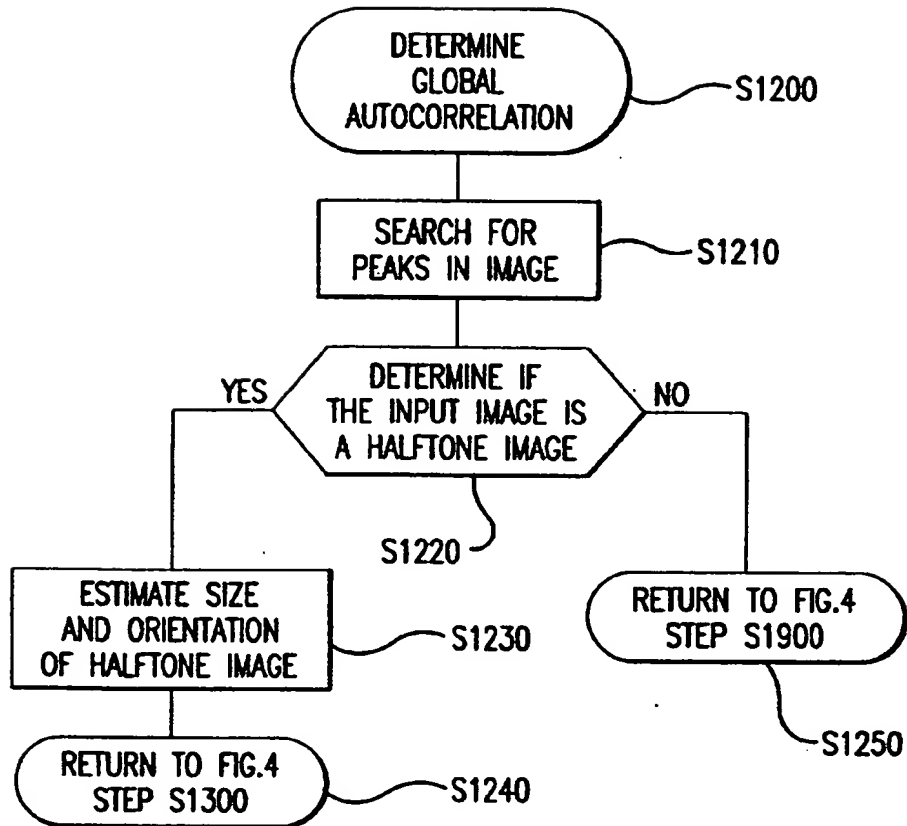 DETERMINE
GLOBAL
AUTOCORRELATION
S1200
SEARCH FOR
PEAKS IN IMAGE
S1210
YES
DETERMINE IF
THE INPUT IMAGE IS
A HALFTONE IMAGE
NO
S1220
ESTIMATE SIZE
AND ORIENTATION
OF HALFTONE IMAGE
S1230
RETURN TO FIG.4
STEP S1900
S1250
RETURN TO FIG.4
STEP S1300
S1240